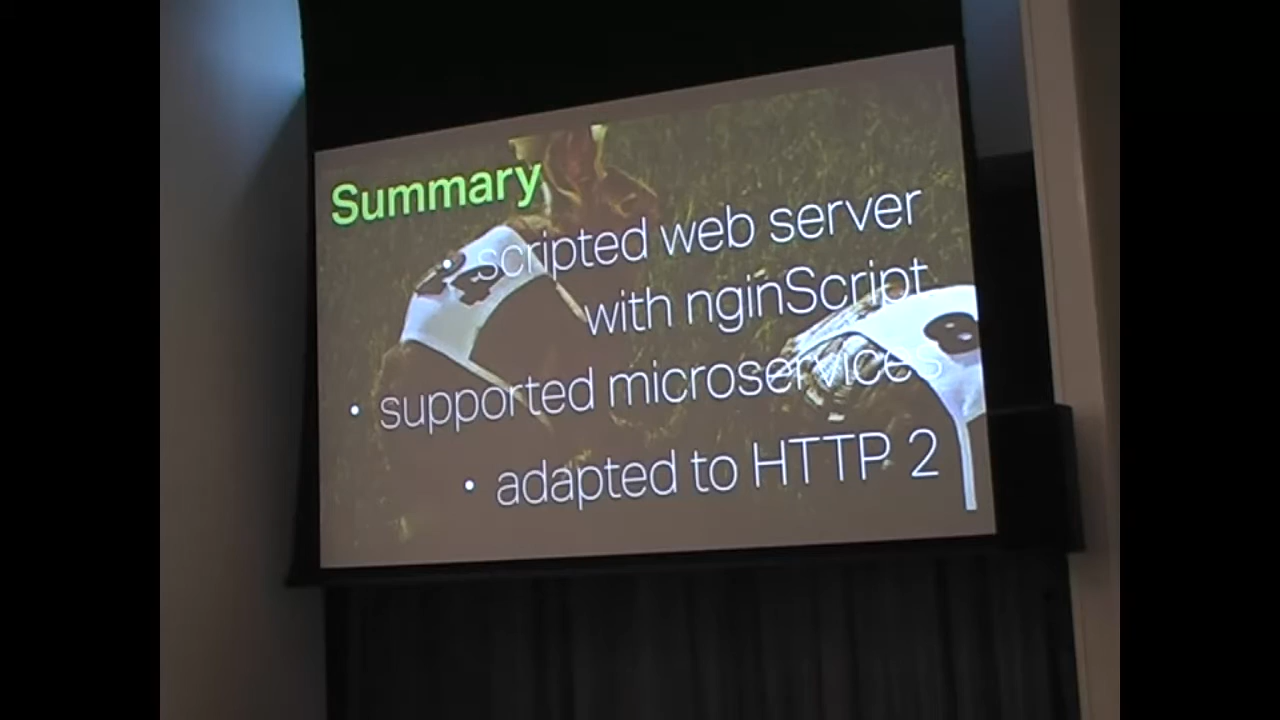 Summary
• scripted web server
with nginScript
• supported microservices
• adapted to HTTP 2